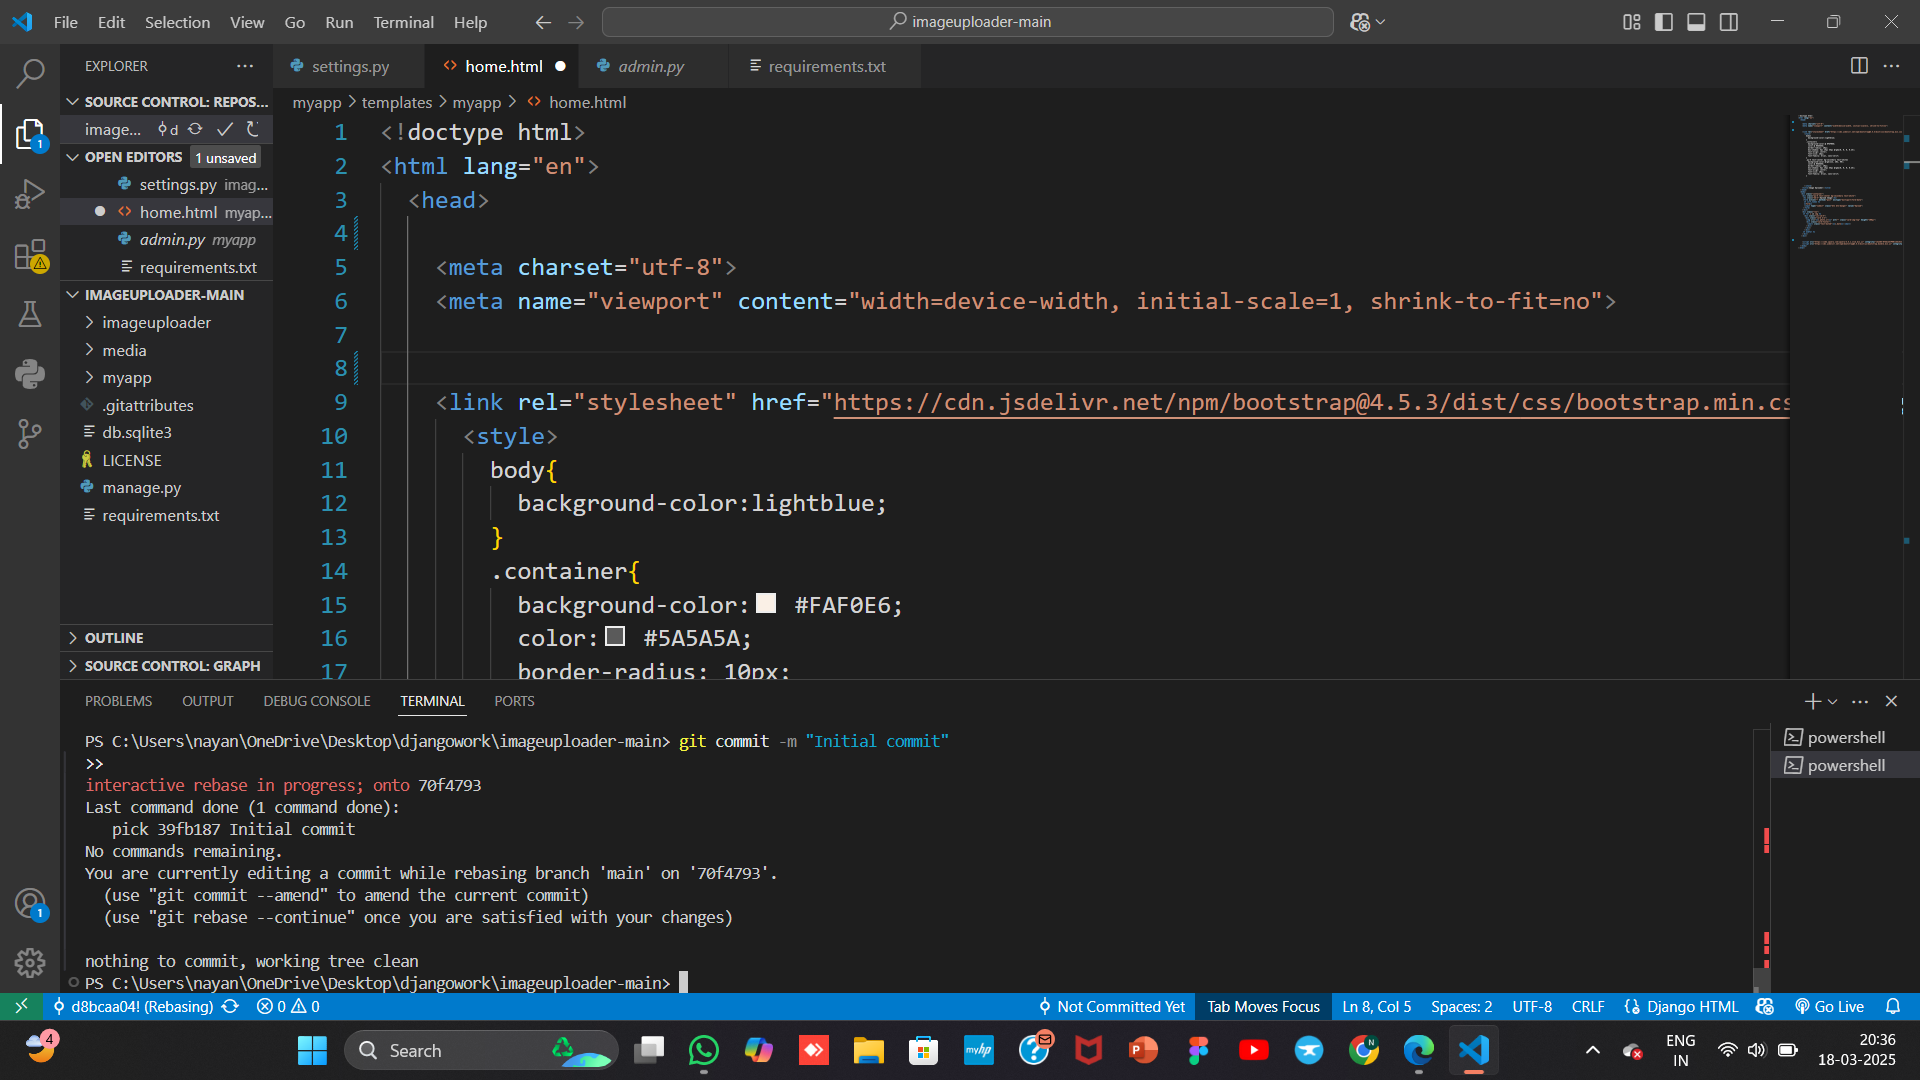 File Edit Selection View Go Run Terminal Help
imageuploader-main
EXPLORER
settings.py
home.html
admin.py
requirements.txt
SOURCE CONTROL: REPOS...
image... d
OPEN EDITORS 1 unsaved
settings.py imag...
home.html myap...
admin.py myapp
requirements.txt
IMAGEUPLOADER-MAIN
imageuploader
media
myapp
.gitattributes
db.sqlite3
LICENSE
manage.py
requirements.txt
OUTLINE
SOURCE CONTROL: GRAPH
1
1
myapp > templates > myapp > home.html
1 <!doctype html>
2 <html lang="en">
3 <head>
4
5 <meta charset="utf-8">
6 <meta name="viewport" content="width=device-width, initial-scale=1, shrink-to-fit=no">
7
8
9 <link rel="stylesheet" href="https://cdn.jsdelivr.net/npm/bootstrap@4.5.3/dist/css/bootstrap.min.cs
10 <style>
11 body{
12 background-color:lightblue;
13 }
14 .container{
15 background-color: #FAF0E6;
16 color: #5A5A5A;
17 border-radius: 10px;
PROBLEMS OUTPUT DEBUG CONSOLE TERMINAL PORTS
powershell
powershell
PS C:\Users\nayan\OneDrive\Desktop\djangowork\imageuploader-main> git commit -m "Initial commit"
>>
interactive rebase in progress; onto 70f4793
Last command done (1 command done):
pick 39fb187 Initial commit
No commands remaining.
You are currently editing a commit while rebasing branch 'main' on '70f4793'.
(use "git commit --amend" to amend the current commit)
(use "git rebase --continue" once you are satisfied with your changes)
nothing to commit, working tree clean
PS C:\Users\nayan\OneDrive\Desktop\djangowork\imageuploader-main>
d8bcaa04! (Rebasing) 0 0 Not Committed Yet Tab Moves Focus Ln 8, Col 5 Spaces: 2 UTF-8 CRLF Django HTML Go Live
4
Search
myhp
N
ENG
IN
20:36
18-03-2025